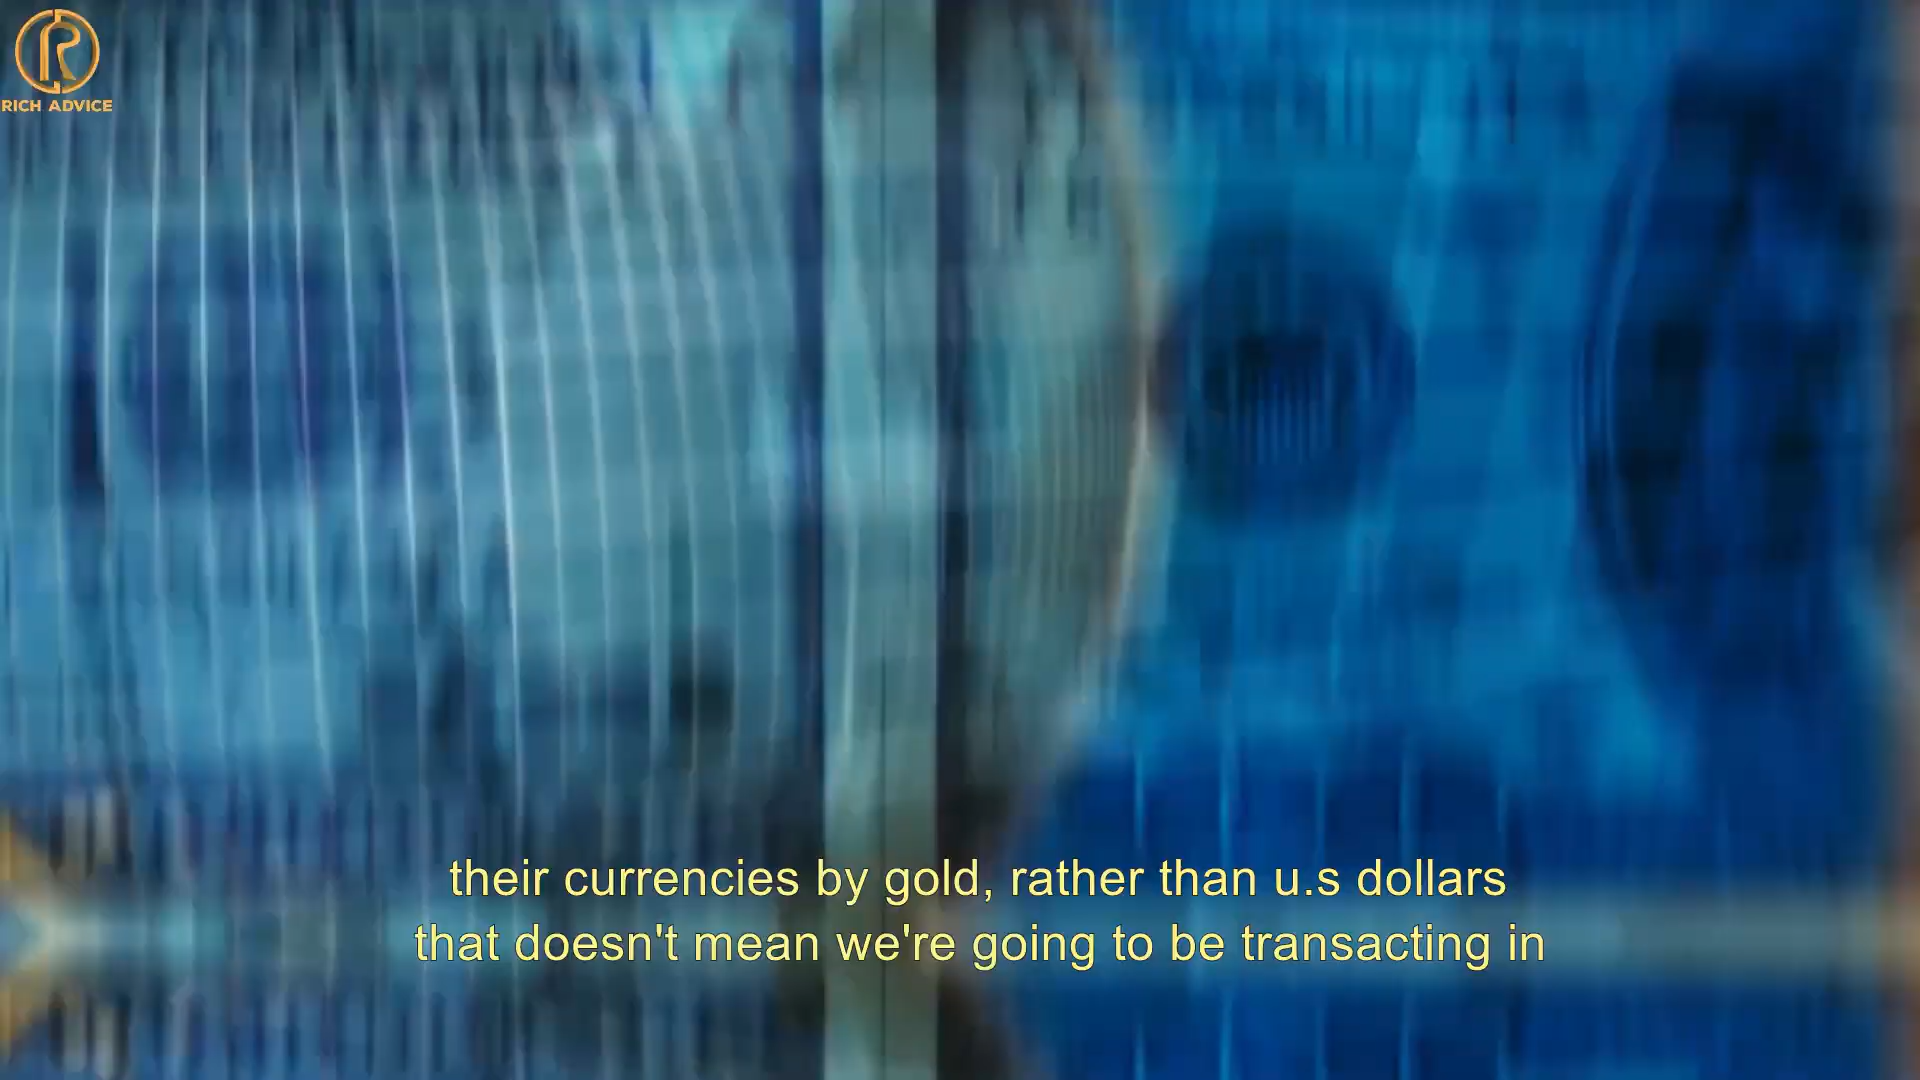 RICH ADVICE
their currencies by gold, rather than u.s dollars
that doesn't mean we're going to be transacting in